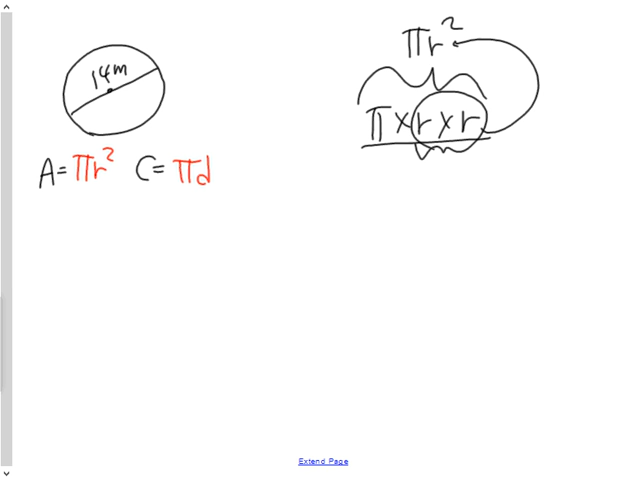 14m
A=πr² C=πd
πr²
π×r×r
Extend Page